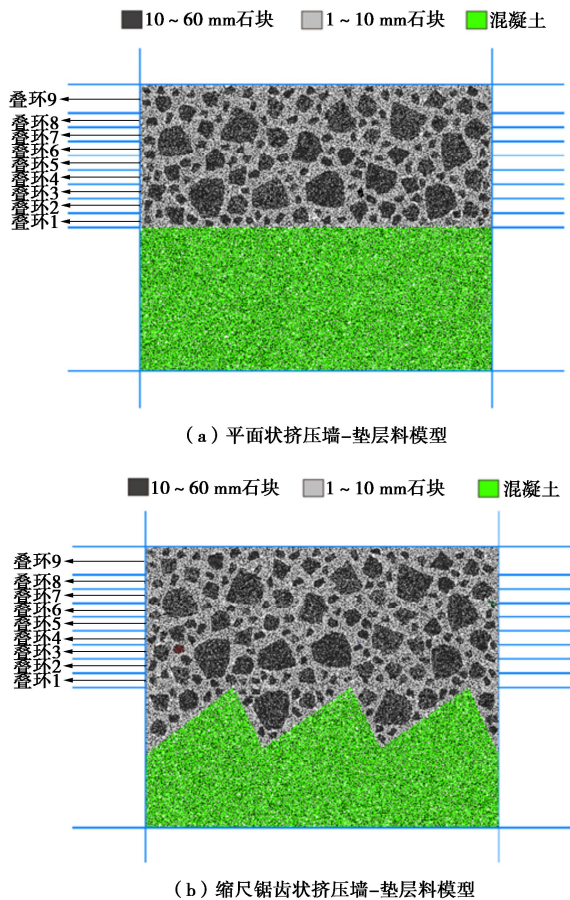 10~60 mm石块 1~10 mm石块 混凝土
叠环9
叠环8
叠环7
叠环6
叠环5
叠环4
叠环3
叠环2
叠环1
（a）平面状挤压墙-垫层料模型
10~60 mm石块 1~10 mm石块 混凝土
叠环9
叠环8
叠环7
叠环6
叠环5
叠环4
叠环3
叠环2
叠环1
（b）缩尺锯齿状挤压墙-垫层料模型